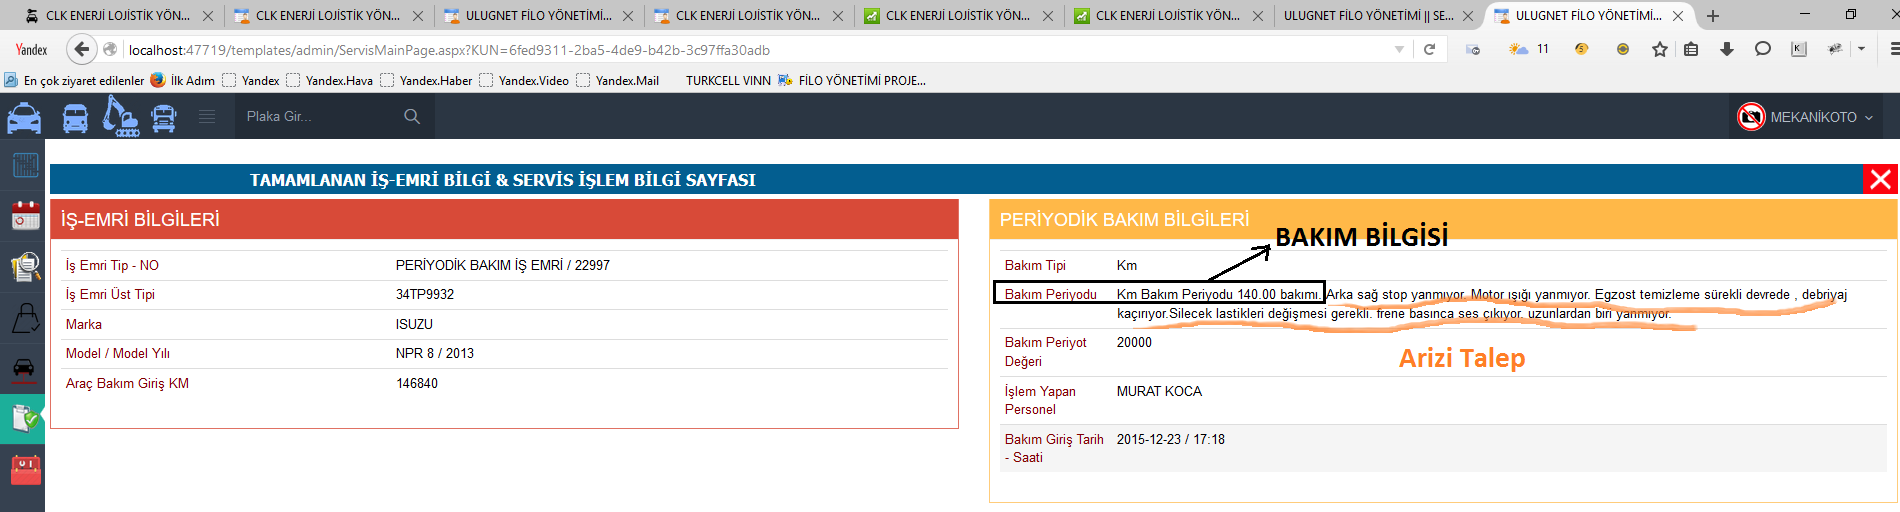 CLK ENERJİ LOJİSTİK YÖN...
CLK ENERJİ LOJİSTİK YÖN...
ULUGNET FİLO YÖNETİMİ...
CLK ENERJİ LOJİSTİK YÖN...
CLK ENERJİ LOJİSTİK YÖN...
CLK ENERJİ LOJİSTİK YÖN...
ULUGNET FİLO YÖNETİMİ || SE...
ULUGNET FİLO YÖNETİMİ...
Yandex
localhost:47719/templates/admin/ServisMainPage.aspx?KUN=6fed9311-2ba5-4de9-b42b-3c97ffa30adb
11
En çok ziyaret edilenler
İlk Adım
Yandex
Yandex.Hava
Yandex.Haber
Yandex.Video
Yandex.Mail
TURKCELL VINN
FİLO YÖNETİMİ PROJE...
Plaka Gir...
MEKANİKOTO
TAMAMLANAN İŞ-EMRİ BİLGİ & SERVİS İŞLEM BİLGİ SAYFASI
İŞ-EMRİ BİLGİLERİ
İş Emri Tip - NO PERİYODİK BAKIM İŞ EMRİ / 22997
İş Emri Üst Tipi 34TP9932
Marka ISUZU
Model / Model Yılı NPR 8 / 2013
Araç Bakım Giriş KM 146840
PERİYODİK BAKIM BİLGİLERİ
BAKIM BİLGİSİ
Bakım Tipi Km
Bakım Periyodu Km Bakım Periyodu 140.00 bakımı. Arka sağ stop yanmıyor. Motor ışığı yanmıyor. Egzost temizleme sürekli devrede , debriyaj
kaçırıyor.Silecek lastikleri değişmesi gerekli. frene basınca ses çıkıyor. uzunlardan biri yanmıyor.
Arizi Talep
Bakım Periyot 20000
Değeri
İşlem Yapan MURAT KOCA
Personel
Bakım Giriş Tarih 2015-12-23 / 17:18
- Saati